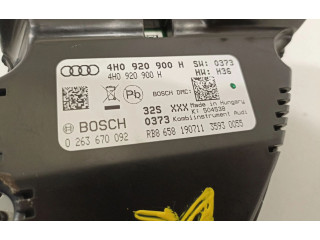 4H0 920 900 H SW: 0373
4H0 920 900 H HW: H36
Pb BOSCH DMC:
32S XXX Made in Hungary
K: 504538
BOSCH 0373 Kombiinstrument Audi
0 263 670 092 RB8 658 190711 3593 0055